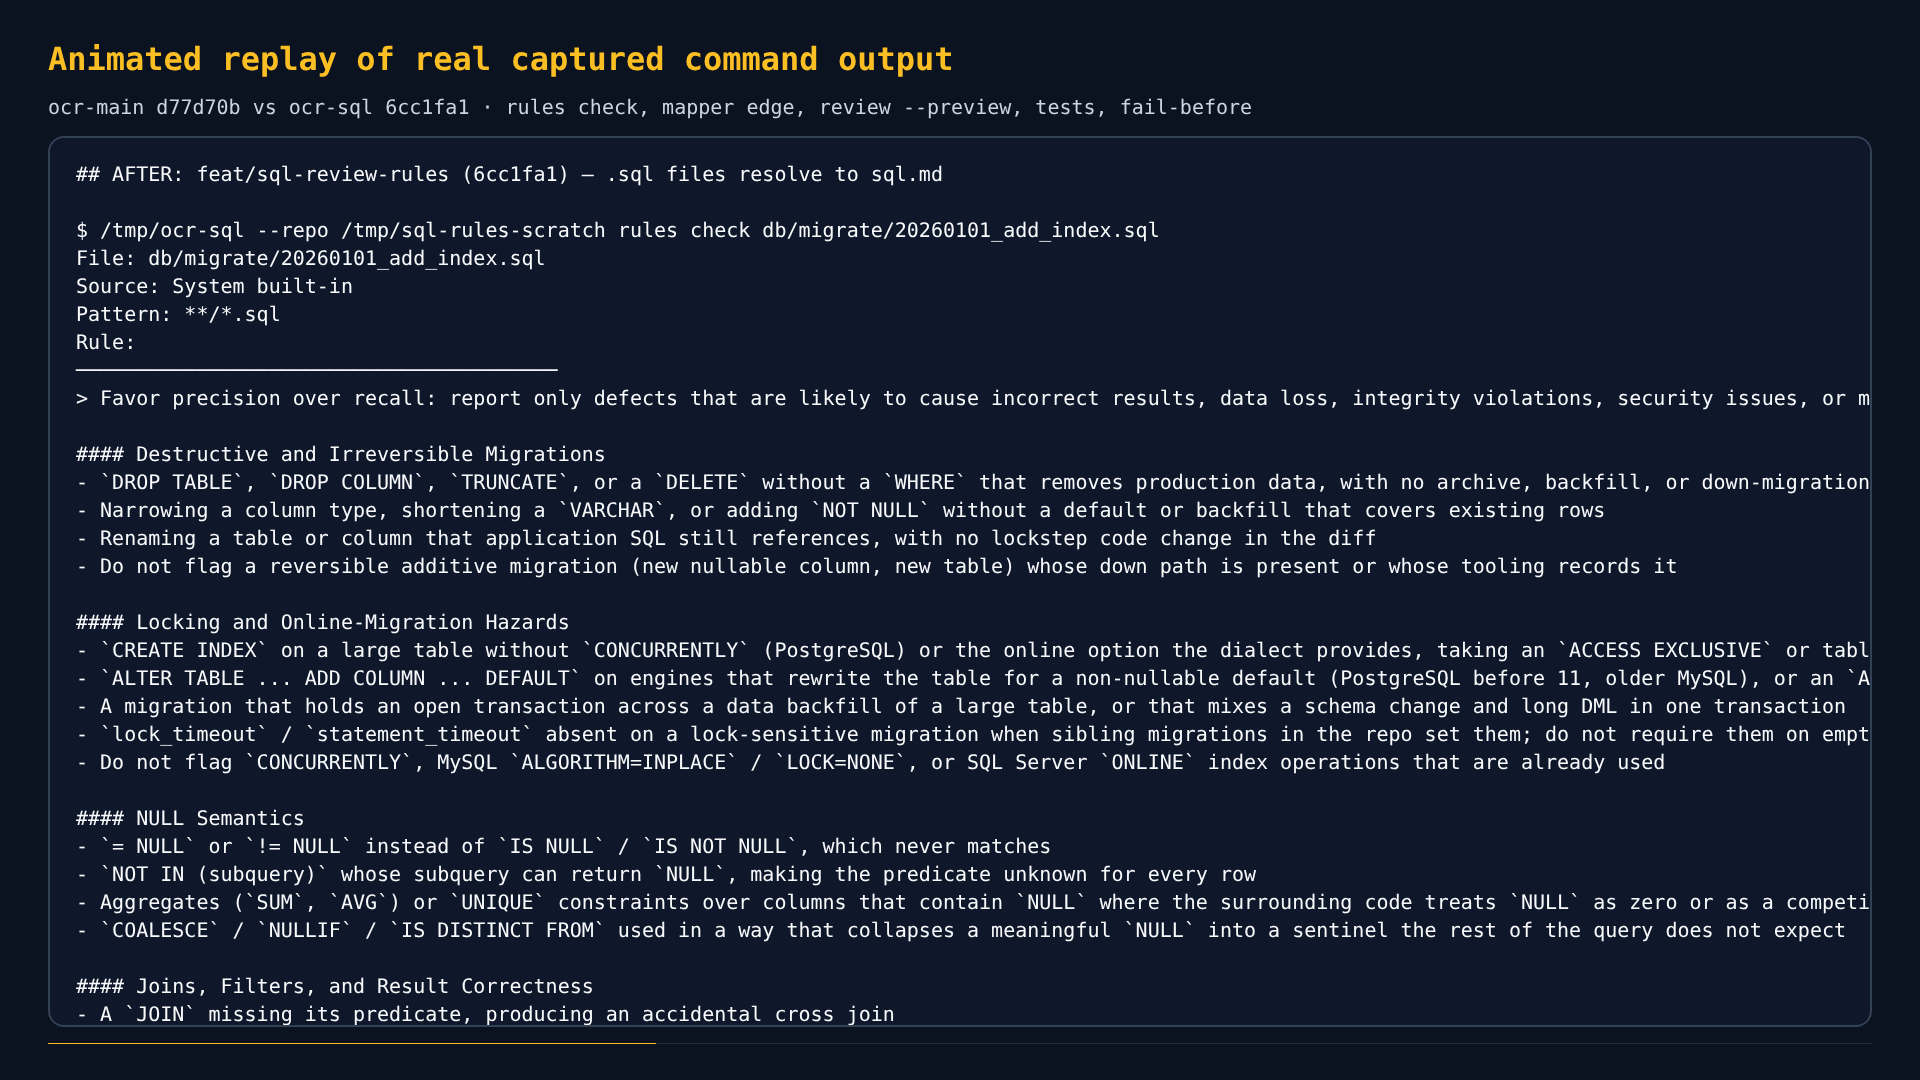 Animated replay of real captured command output
ocr-main d77d70b vs ocr-sql 6cc1fa1 · rules check, mapper edge, review --preview, tests, fail-before
## AFTER: feat/sql-review-rules (6cc1fa1) — .sql files resolve to sql.md
$ /tmp/ocr-sql --repo /tmp/sql-rules-scratch rules check db/migrate/20260101_add_index.sql
File: db/migrate/20260101_add_index.sql
Source: System built-in
Pattern: **/*.sql
Rule:
────────────────────────────────────────
> Favor precision over recall: report only defects that are likely to cause incorrect results, data loss, integrity violations, security issues, or m
#### Destructive and Irreversible Migrations
- `DROP TABLE`, `DROP COLUMN`, `TRUNCATE`, or a `DELETE` without a `WHERE` that removes production data, with no archive, backfill, or down-migration
- Narrowing a column type, shortening a `VARCHAR`, or adding `NOT NULL` without a default or backfill that covers existing rows
- Renaming a table or column that application SQL still references, with no lockstep code change in the diff
- Do not flag a reversible additive migration (new nullable column, new table) whose down path is present or whose tooling records it
#### Locking and Online-Migration Hazards
- `CREATE INDEX` on a large table without `CONCURRENTLY` (PostgreSQL) or the online option the dialect provides, taking an `ACCESS EXCLUSIVE` or tabl
- `ALTER TABLE ... ADD COLUMN ... DEFAULT` on engines that rewrite the table for a non-nullable default (PostgreSQL before 11, older MySQL), or an `A
- A migration that holds an open transaction across a data backfill of a large table, or that mixes a schema change and long DML in one transaction
- `lock_timeout` / `statement_timeout` absent on a lock-sensitive migration when sibling migrations in the repo set them; do not require them on empt
- Do not flag `CONCURRENTLY`, MySQL `ALGORITHM=INPLACE` / `LOCK=NONE`, or SQL Server `ONLINE` index operations that are already used
#### NULL Semantics
- `= NULL` or `!= NULL` instead of `IS NULL` / `IS NOT NULL`, which never matches
- `NOT IN (subquery)` whose subquery can return `NULL`, making the predicate unknown for every row
- Aggregates (`SUM`, `AVG`) or `UNIQUE` constraints over columns that contain `NULL` where the surrounding code treats `NULL` as zero or as a competi
- `COALESCE` / `NULLIF` / `IS DISTINCT FROM` used in a way that collapses a meaningful `NULL` into a sentinel the rest of the query does not expect
#### Joins, Filters, and Result Correctness
- A `JOIN` missing its predicate, producing an accidental cross join